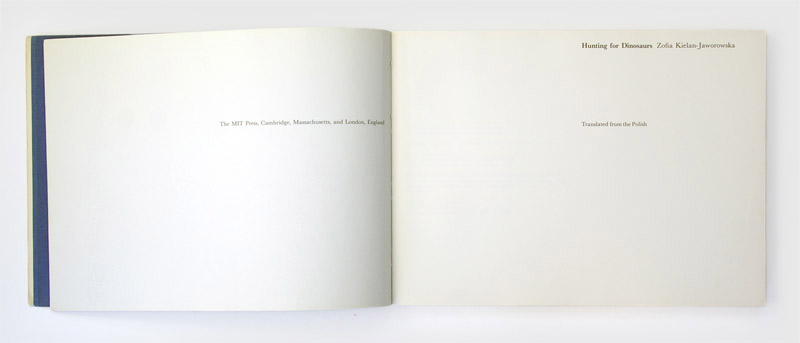 The MIT Press, Cambridge, Massachusetts, and London, England
Hunting for Dinosaurs Zofia Kielan-Jaworowska
Translated from the Polish